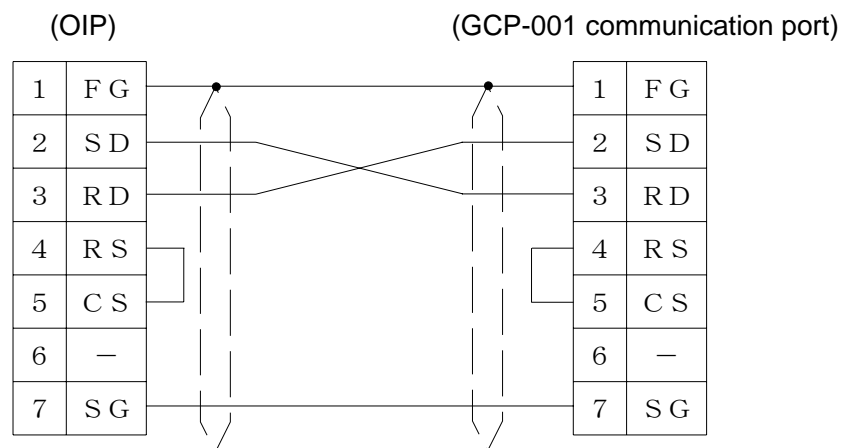 (OIP) (GCP-001 communication port)
1 FG 1 FG
2 SD 2 SD
3 RD 3 RD
4 RS 4 RS
5 CS 5 CS
6 － 6 －
7 SG 7 SG